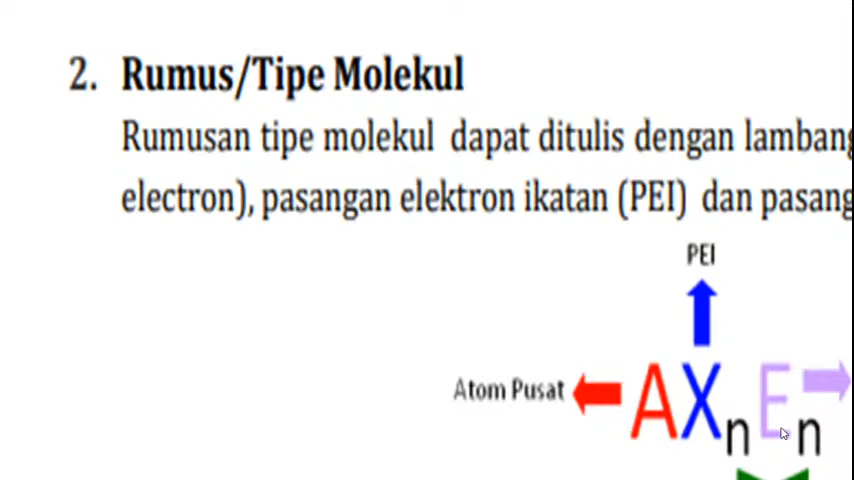 2. Rumus/Tipe Molekul
Rumusan tipe molekul dapat ditulis dengan lambang
electron), pasangan elektron ikatan (PEI) dan pasang
PEI
Atom Pusat
AXnEn